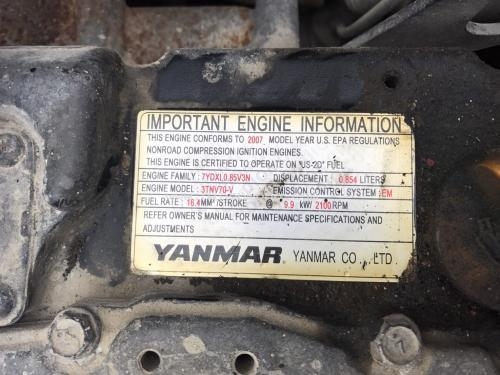 IMPORTANT ENGINE INFORMATION
THIS ENGINE CONFORMS TO 2007 MODEL YEAR U.S. EPA REGULATIONS
NONROAD COMPRESSION IGNITION ENGINES.
THIS ENGINE IS CERTIFIED TO OPERATE ON "US-2D" FUEL
ENGINE FAMILY : 7YDXL0.85V3N DISPLACEMENT : 0.854 LITERS
ENGINE MODEL : 3TNV70-V EMISSION CONTROL SYSTEM : EM
FUEL RATE : 16.4MM³/STROKE @ 9.9 kW/ 2100RPM
REFER OWNER'S MANUAL FOR MAINTENANCE SPECIFICATIONS AND
ADJUSTMENTS
YANMAR YANMAR CO., LTD.